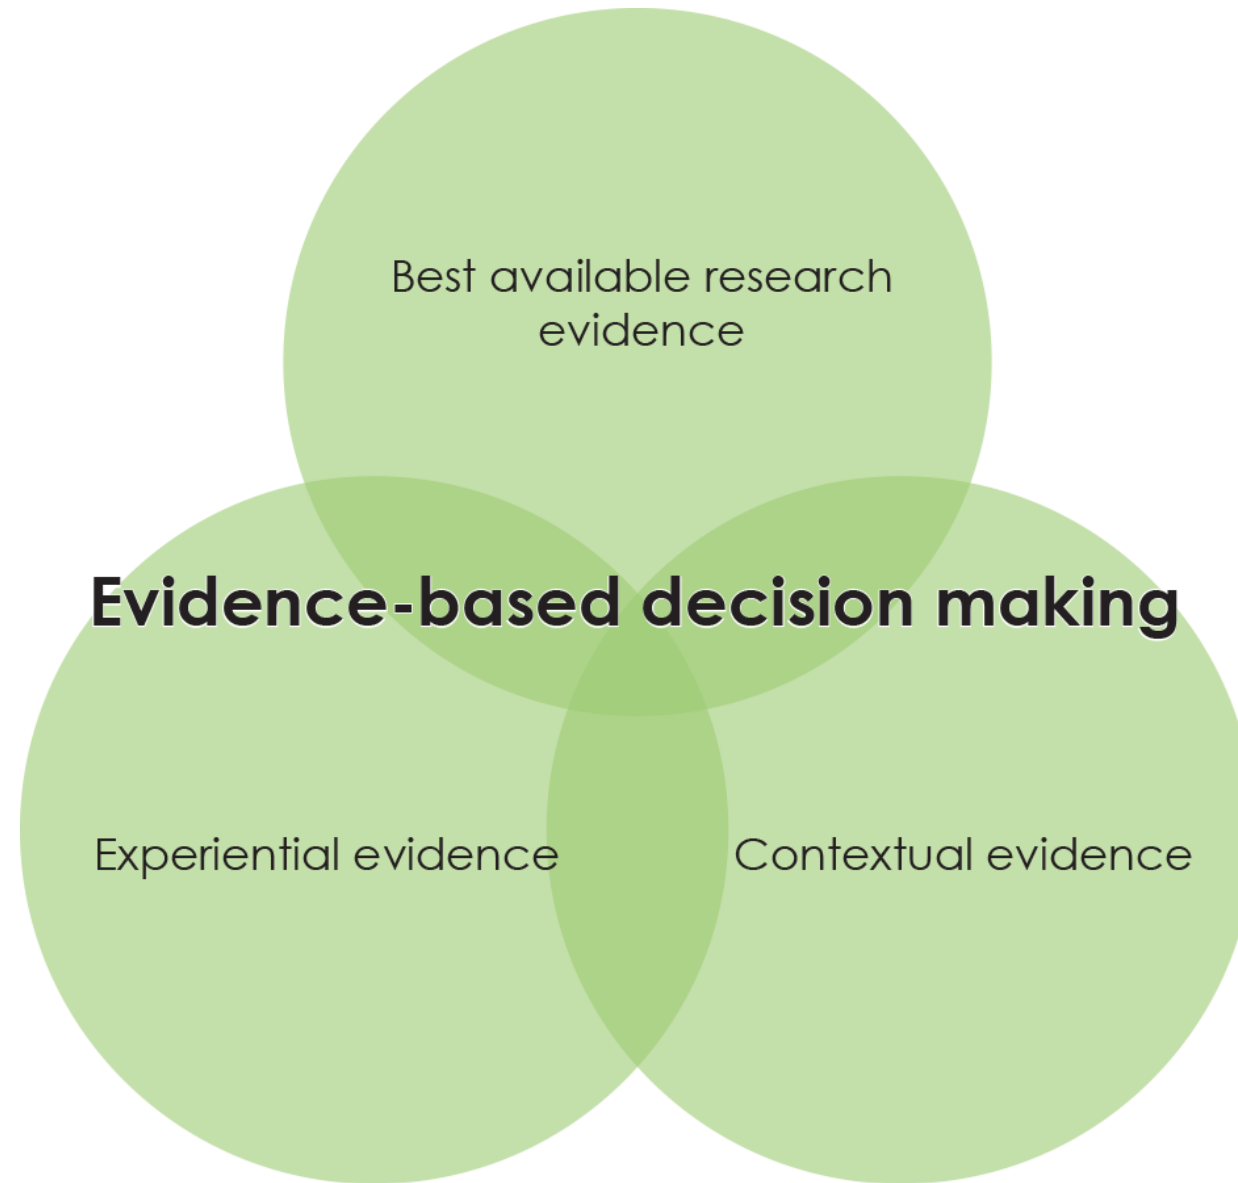 Best available research
evidence
Evidence-based decision making
Experiential evidence
Contextual evidence